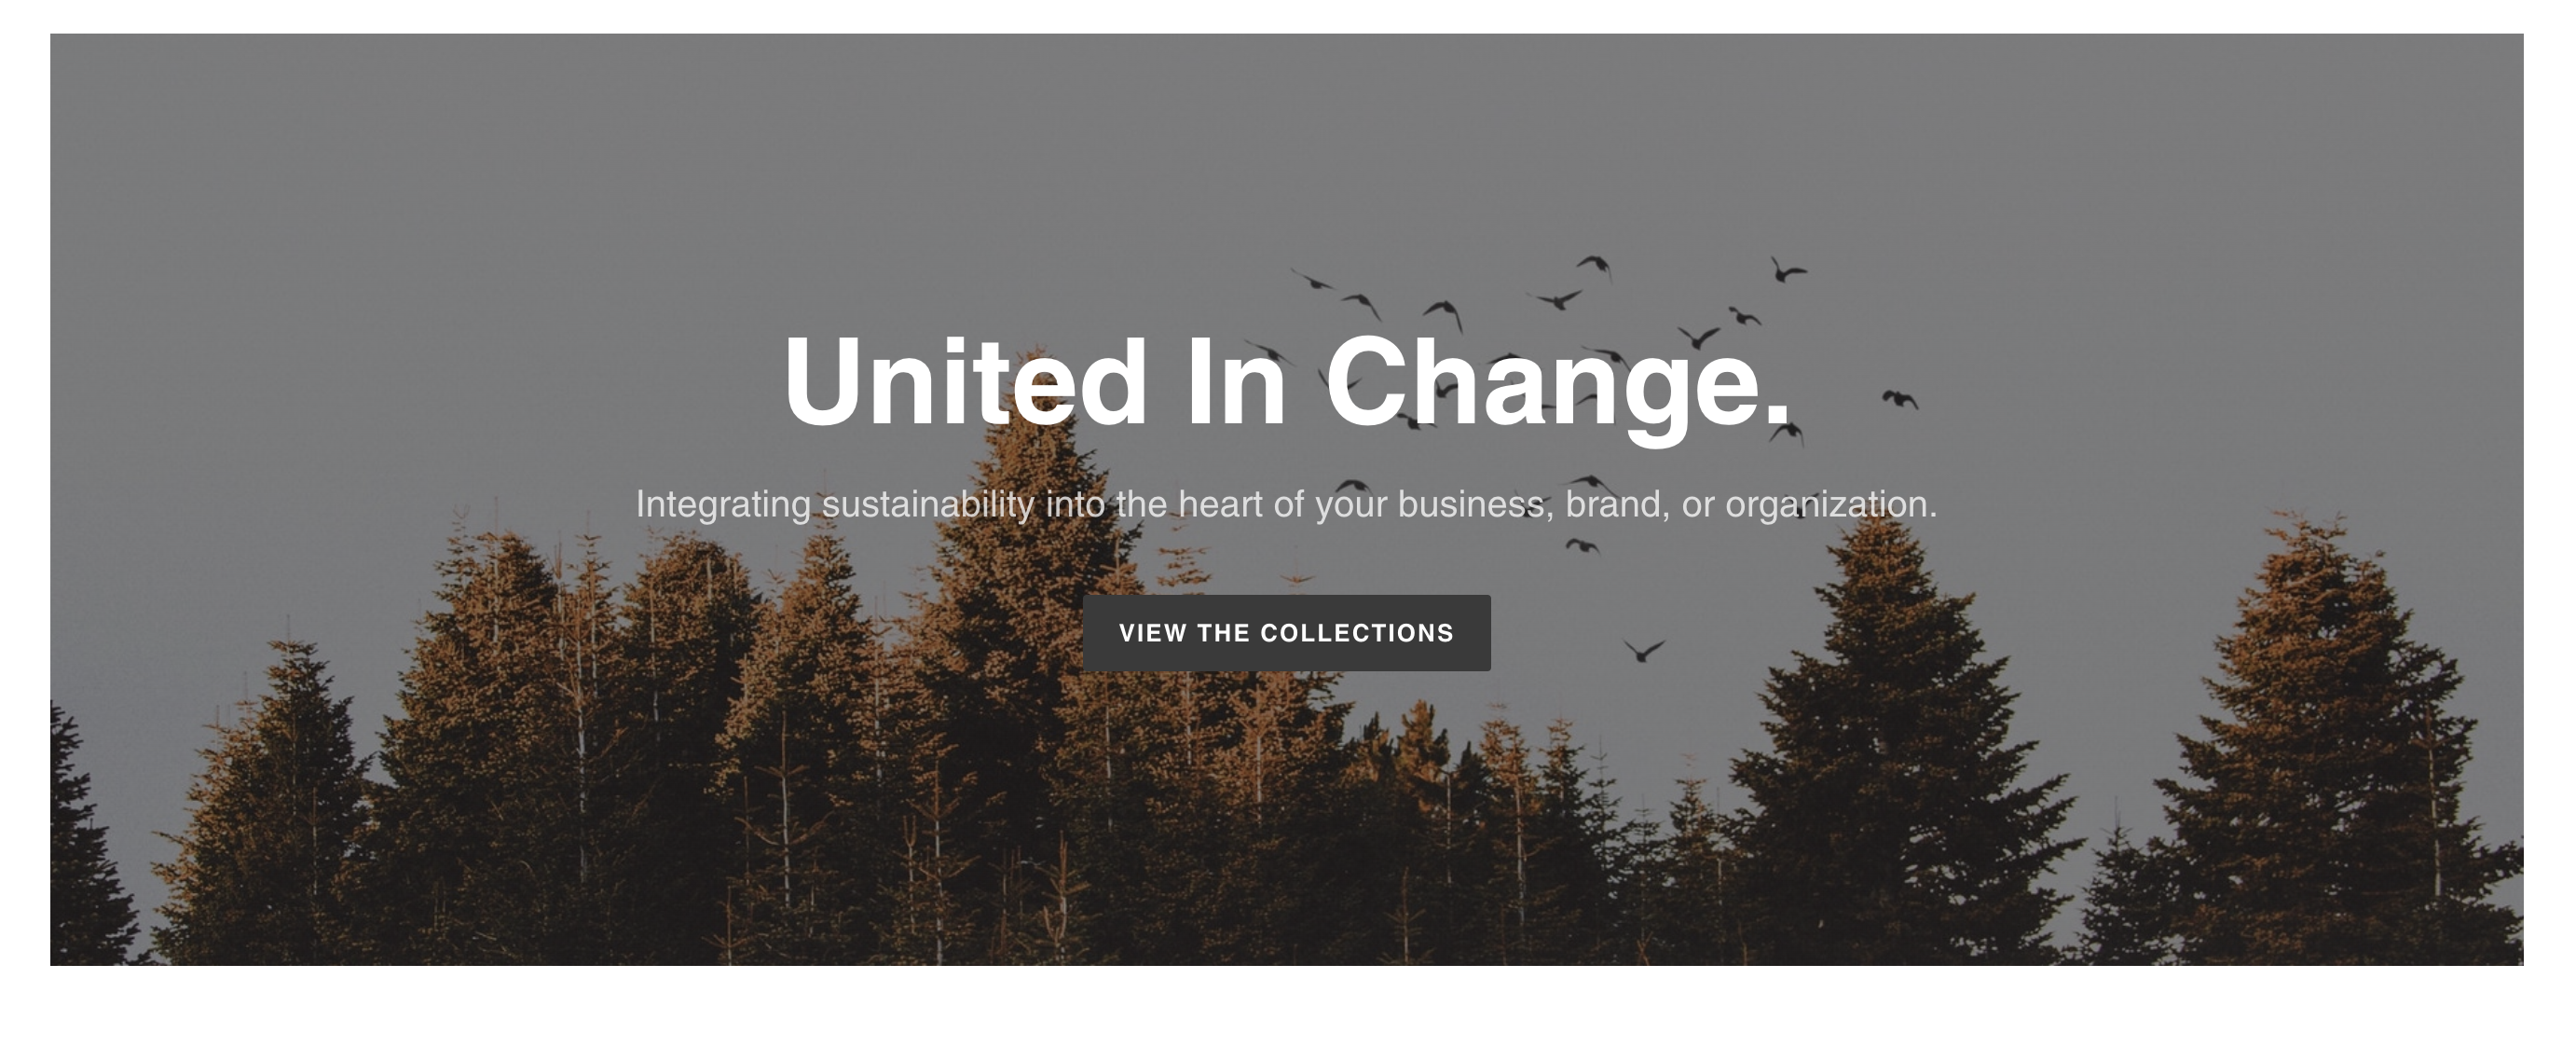 United In Change.
Integrating sustainability into the heart of your business, brand, or organization.
VIEW THE COLLECTIONS